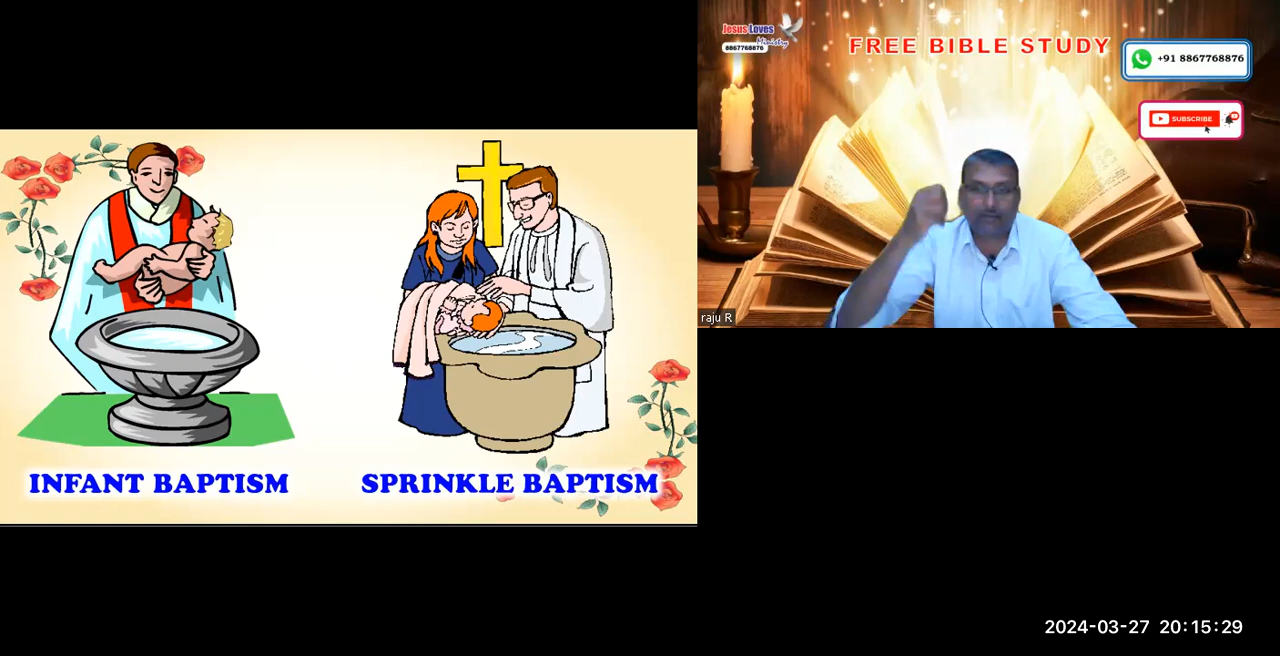 INFANT BAPTISM
SPRINKLE BAPTISM
Jesus Loves
Ministry
8867768876
FREE BIBLE STUDY
+91 8867768876
SUBSCRIBE
raju R
2024-03-27 20:15:29